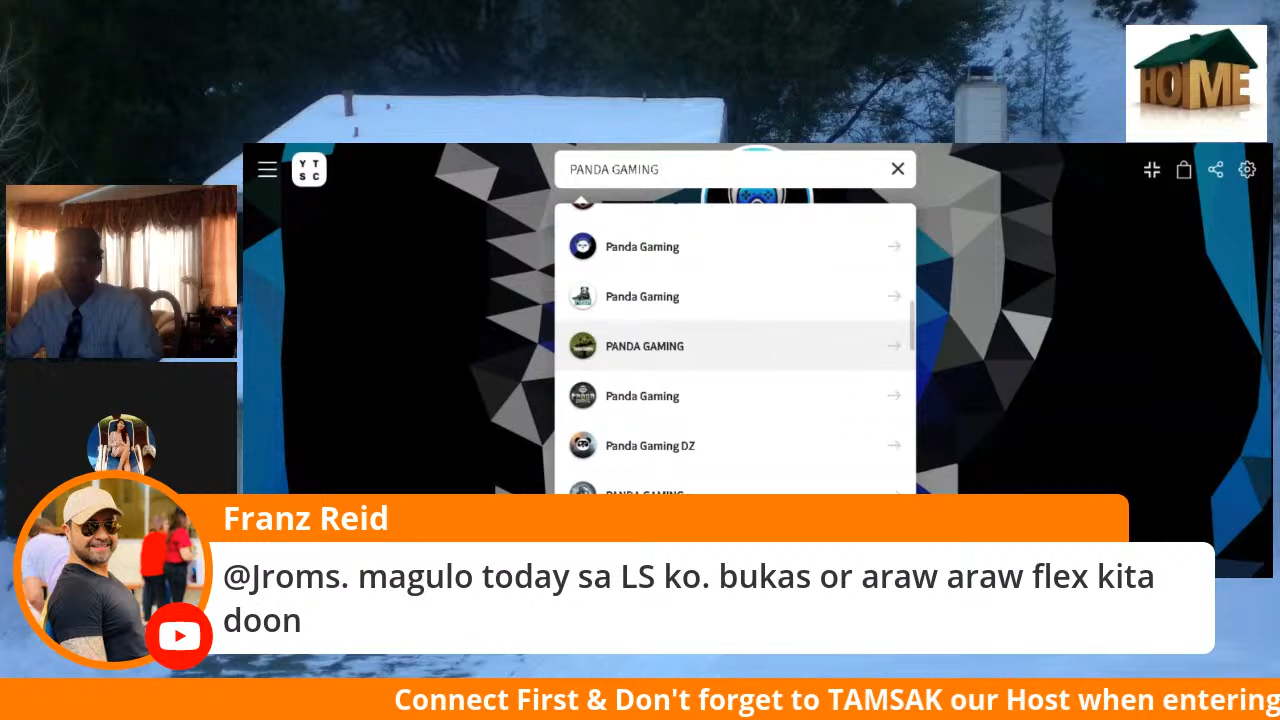 HOME
Y T
S C
PANDA GAMING
Panda Gaming
Panda Gaming
PANDA GAMING
Panda Gaming
Panda Gaming DZ
PANDA GAMING
Franz Reid
@Jroms. magulo today sa LS ko. bukas or araw araw flex kita
doon
Connect First & Don't forget to TAMSAK our Host when entering